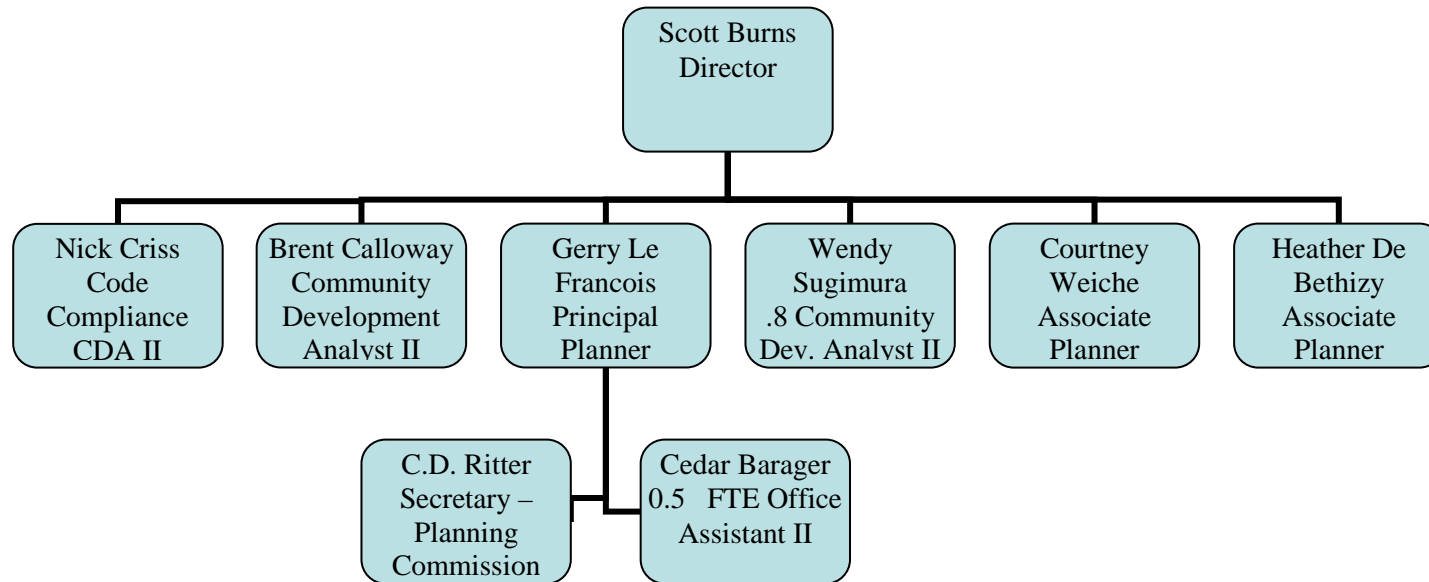 Scott Burns
Director
Nick Criss
Code
Compliance
CDA II
Brent Calloway
Community
Development
Analyst II
Gerry Le
Francois
Principal
Planner
Wendy
Sugimura
.8 Community
Dev. Analyst II
Courtney
Weiche
Associate
Planner
Heather De
Bethizy
Associate
Planner
C.D. Ritter
Secretary –
Planning
Commission
Cedar Barager
0.5 FTE Office
Assistant II